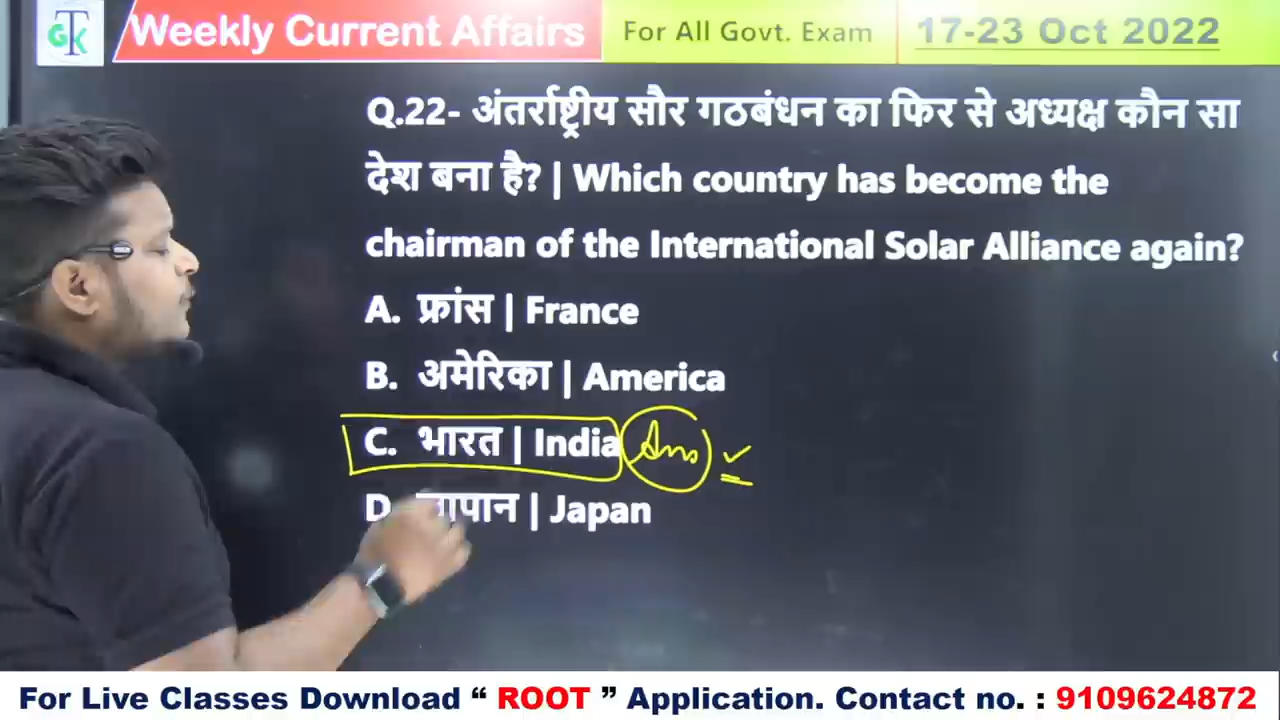 GTK
Weekly Current Affairs
For All Govt. Exam
17-23 Oct 2022
Q.22- अंतर्राष्ट्रीय सौर गठबंधन का फिर से अध्यक्ष कौन सा
देश बना है? | Which country has become the
chairman of the International Solar Alliance again?
A. फ्रांस | France
B. अमेरिका | America
C. भारत | India Ans
D. जापान | Japan
For Live Classes Download “ ROOT ” Application. Contact no. : 9109624872